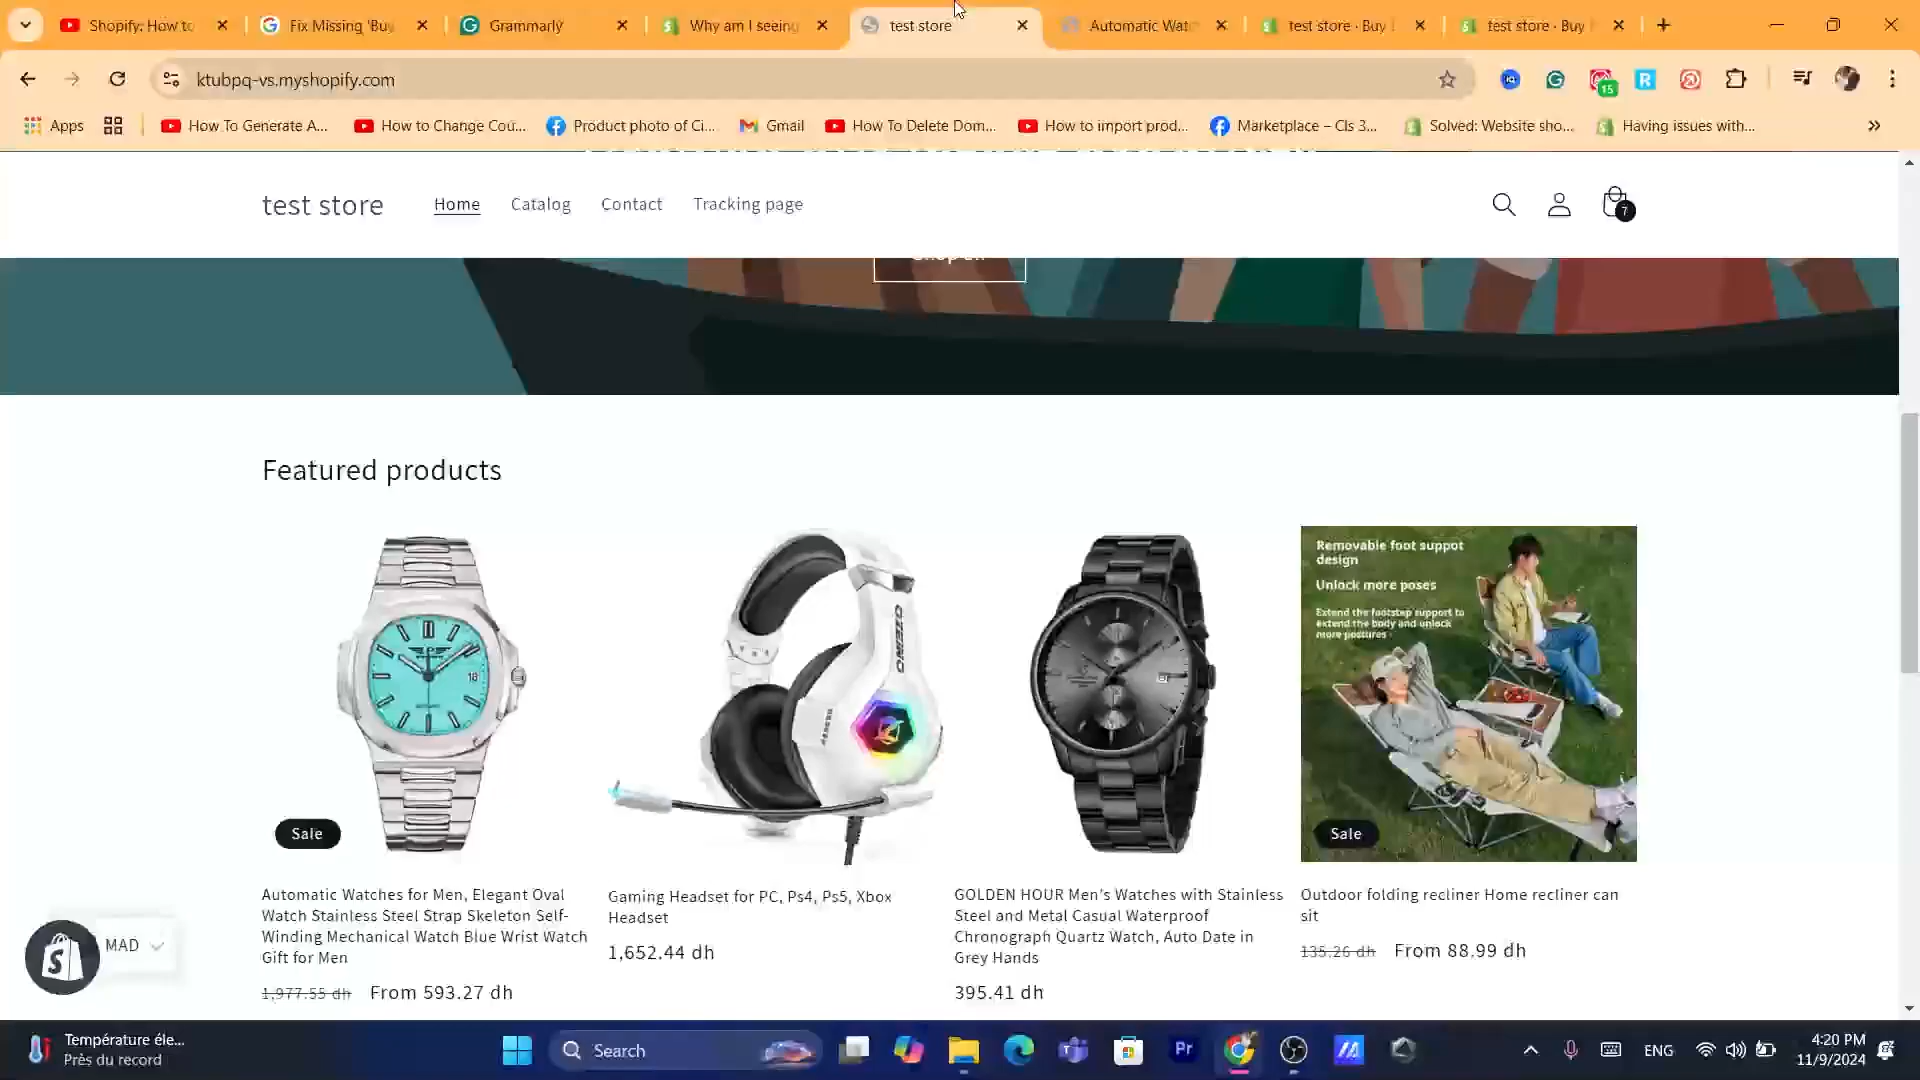 Shopify: How to
Fix Missing 'Buy
Grammarly
Why am I seeing
test store
Automatic Wat
test store · Buy
test store · Buy
ktubpq-vs.myshopify.com
15
Apps
How To Generate A...
How to Change Cou...
Product photo of Ci...
Gmail
How To Delete Dom...
How to import prod...
Marketplace – Cls 3...
Solved: Website sho...
Having issues with...
test store
Home
Catalog
Contact
Tracking page
7
Featured products
18
Removable foot suppot
design
Unlock more poses
Extend the footstep support to
extend the body and unlock
more postures
Sale
Sale
Automatic Watches for Men, Elegant Oval
Watch Stainless Steel Strap Skeleton Self-
Winding Mechanical Watch Blue Wrist Watch
Gift for Men
1,977.55 dh From 593.27 dh
Gaming Headset for PC, Ps4, Ps5, Xbox
Headset
1,652.44 dh
GOLDEN HOUR Men's Watches with Stainless
Steel and Metal Casual Waterproof
Chronograph Quartz Watch, Auto Date in
Grey Hands
395.41 dh
Outdoor folding recliner Home recliner can
sit
135.26 dh From 88.99 dh
MAD
Température éle...
Près du record
Search
Pr
ENG
4:20 PM
11/9/2024